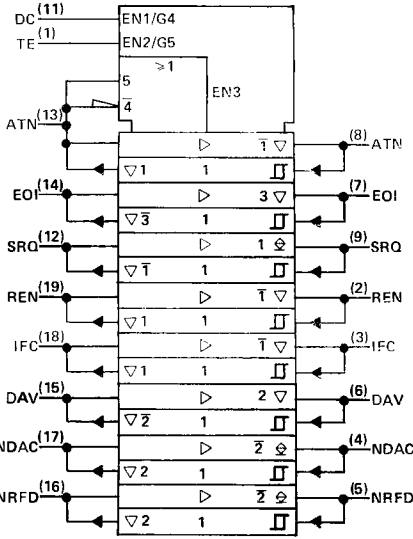 DC (11) EN1/G4
TE (1) EN2/G5
≥1
5 EN3
4̅
ATN (13) ▷ 1̅ ▽ (8) ATN
▽ 1 1
EOI (14) ▷ 3 ▽ (7) EOI
▽ 3̅ 1
SRQ (12) ▷ 1 (9) SRQ
▽ 1̅ 1
REN (19) ▷ 1̅ ▽ (2) REN
▽ 1 1
IFC (18) ▷ 1̅ ▽ (3) IFC
▽ 1 1
DAV (15) ▷ 2 ▽ (6) DAV
▽ 2̅ 1
NDAC (17) ▷ 2̅ (4) NDAC
▽ 2 1
NRFD (16) ▷ 2̅ (5) NRFD
▽ 2 1